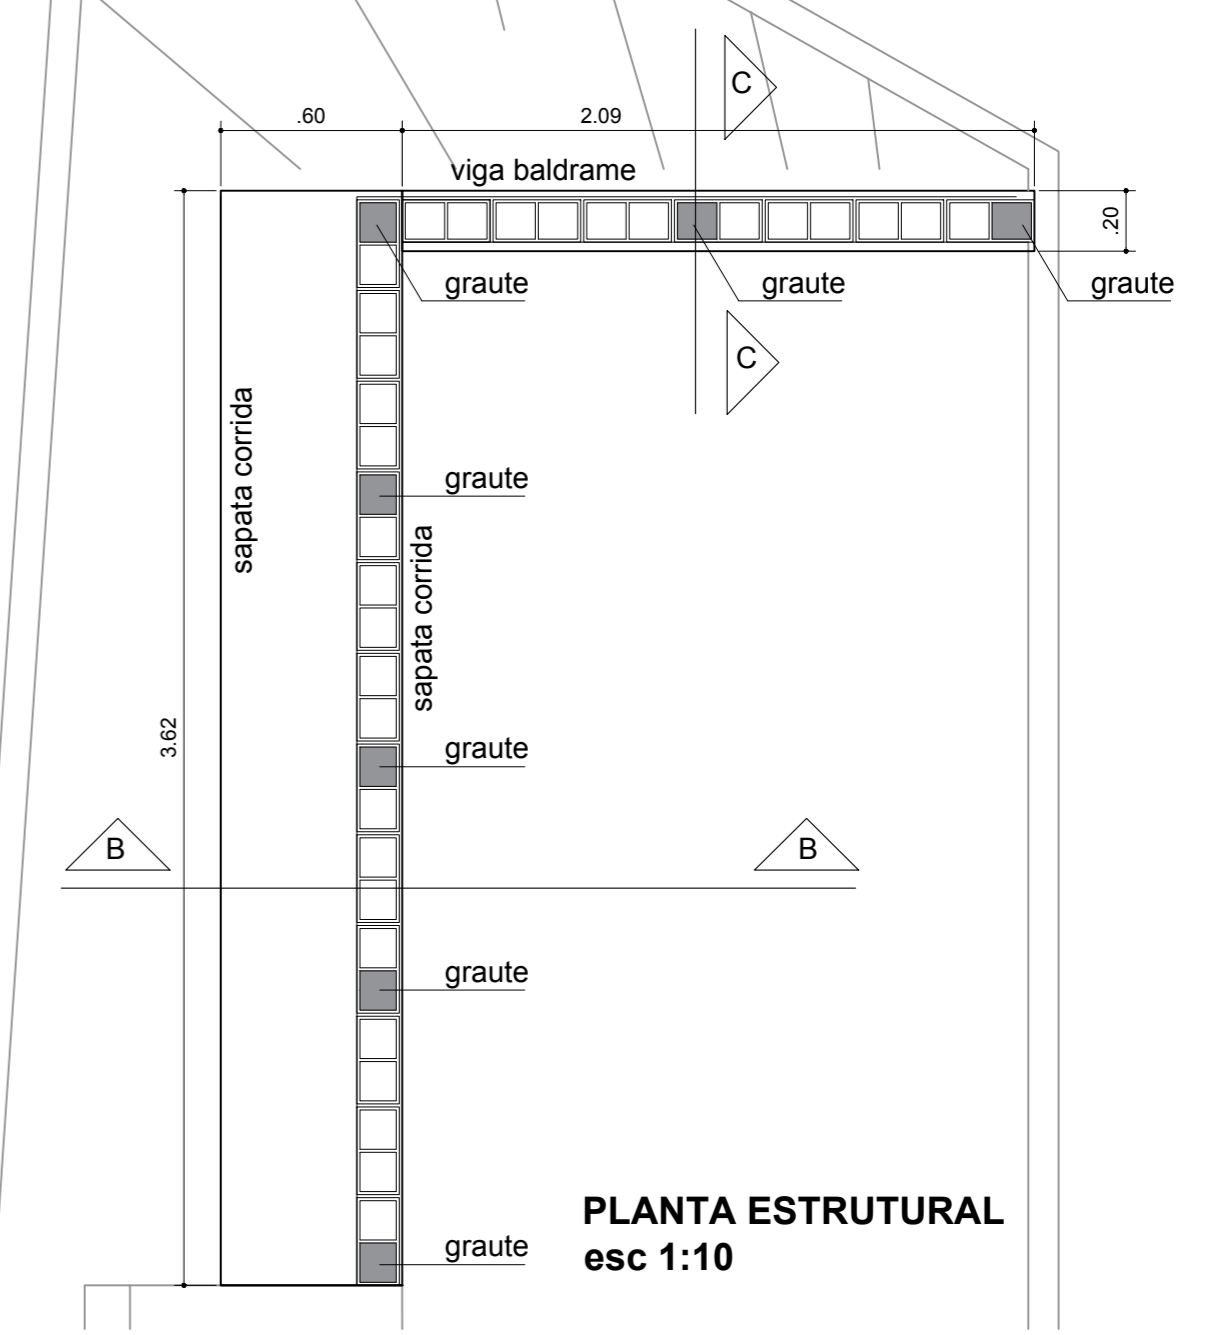 C
.60
2.09
viga baldrame
.20
graute
graute
graute
C
sapata corrida
graute
sapata corrida
3.62
graute
B
B
graute
PLANTA ESTRUTURAL
esc 1:10
graute